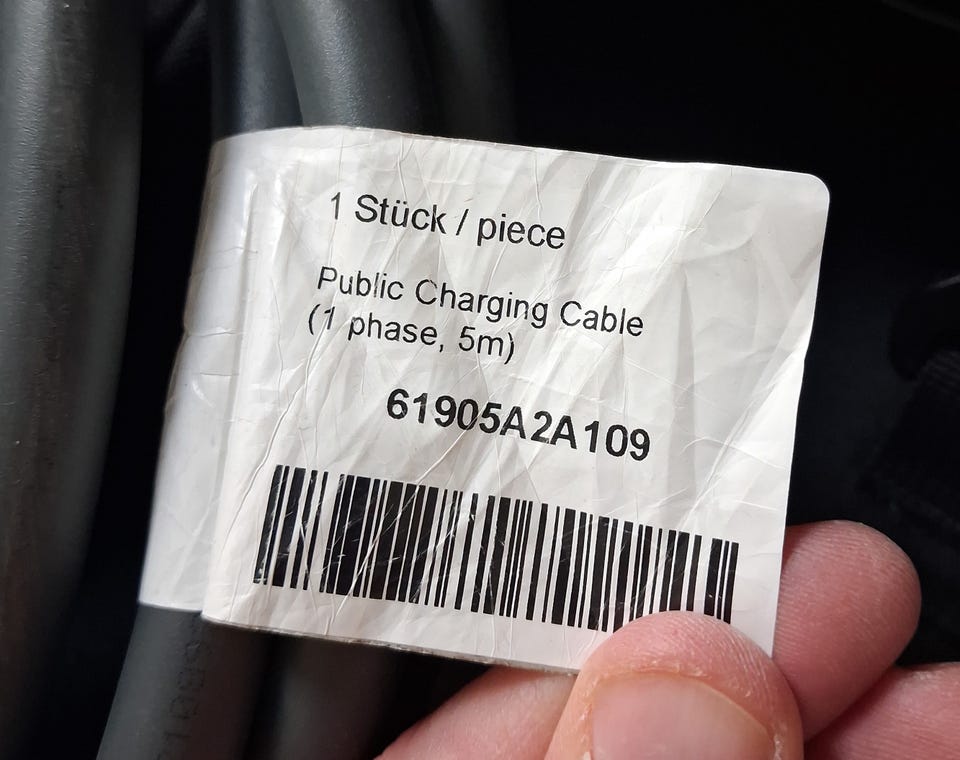 1 Stück / piece
Public Charging Cable
(1 phase, 5m)
61905A2A109